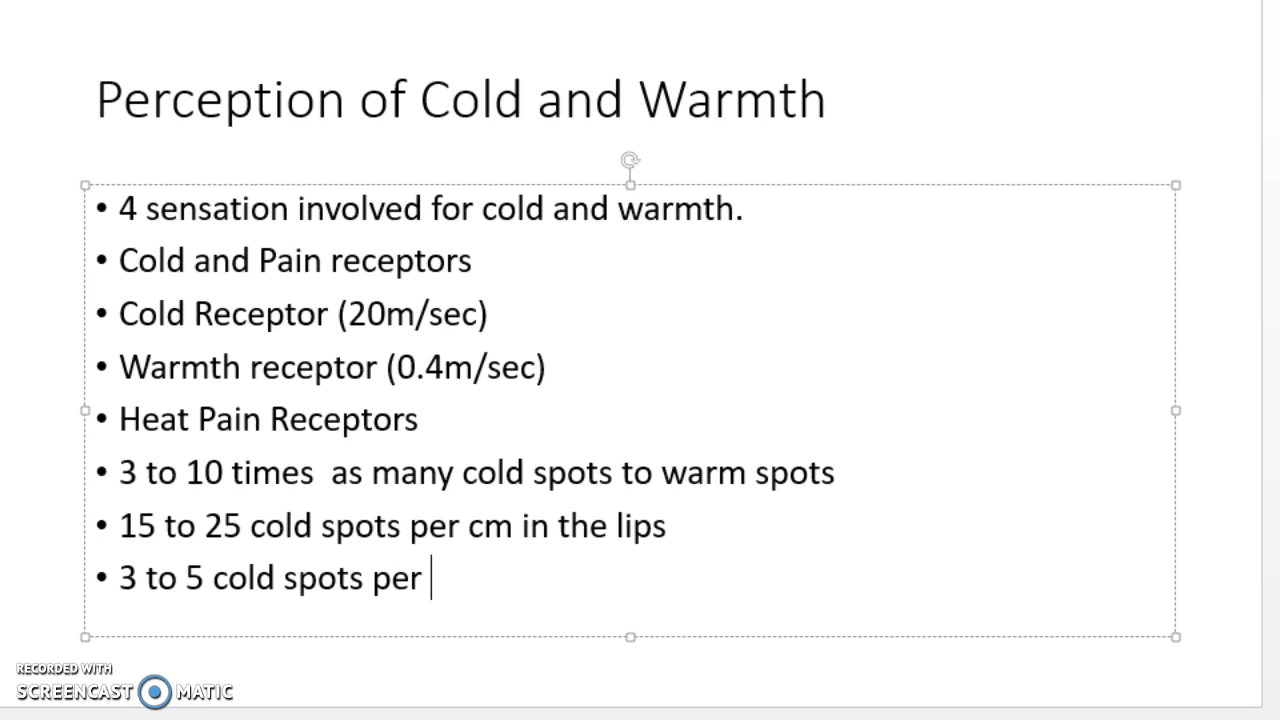 Perception of Cold and Warmth
• 4 sensation involved for cold and warmth.
• Cold and Pain receptors
• Cold Receptor (20m/sec)
• Warmth receptor (0.4m/sec)
• Heat Pain Receptors
• 3 to 10 times  as many cold spots to warm spots
• 15 to 25 cold spots per cm in the lips
• 3 to 5 cold spots per
RECORDED WITH
SCREENCAST MATIC